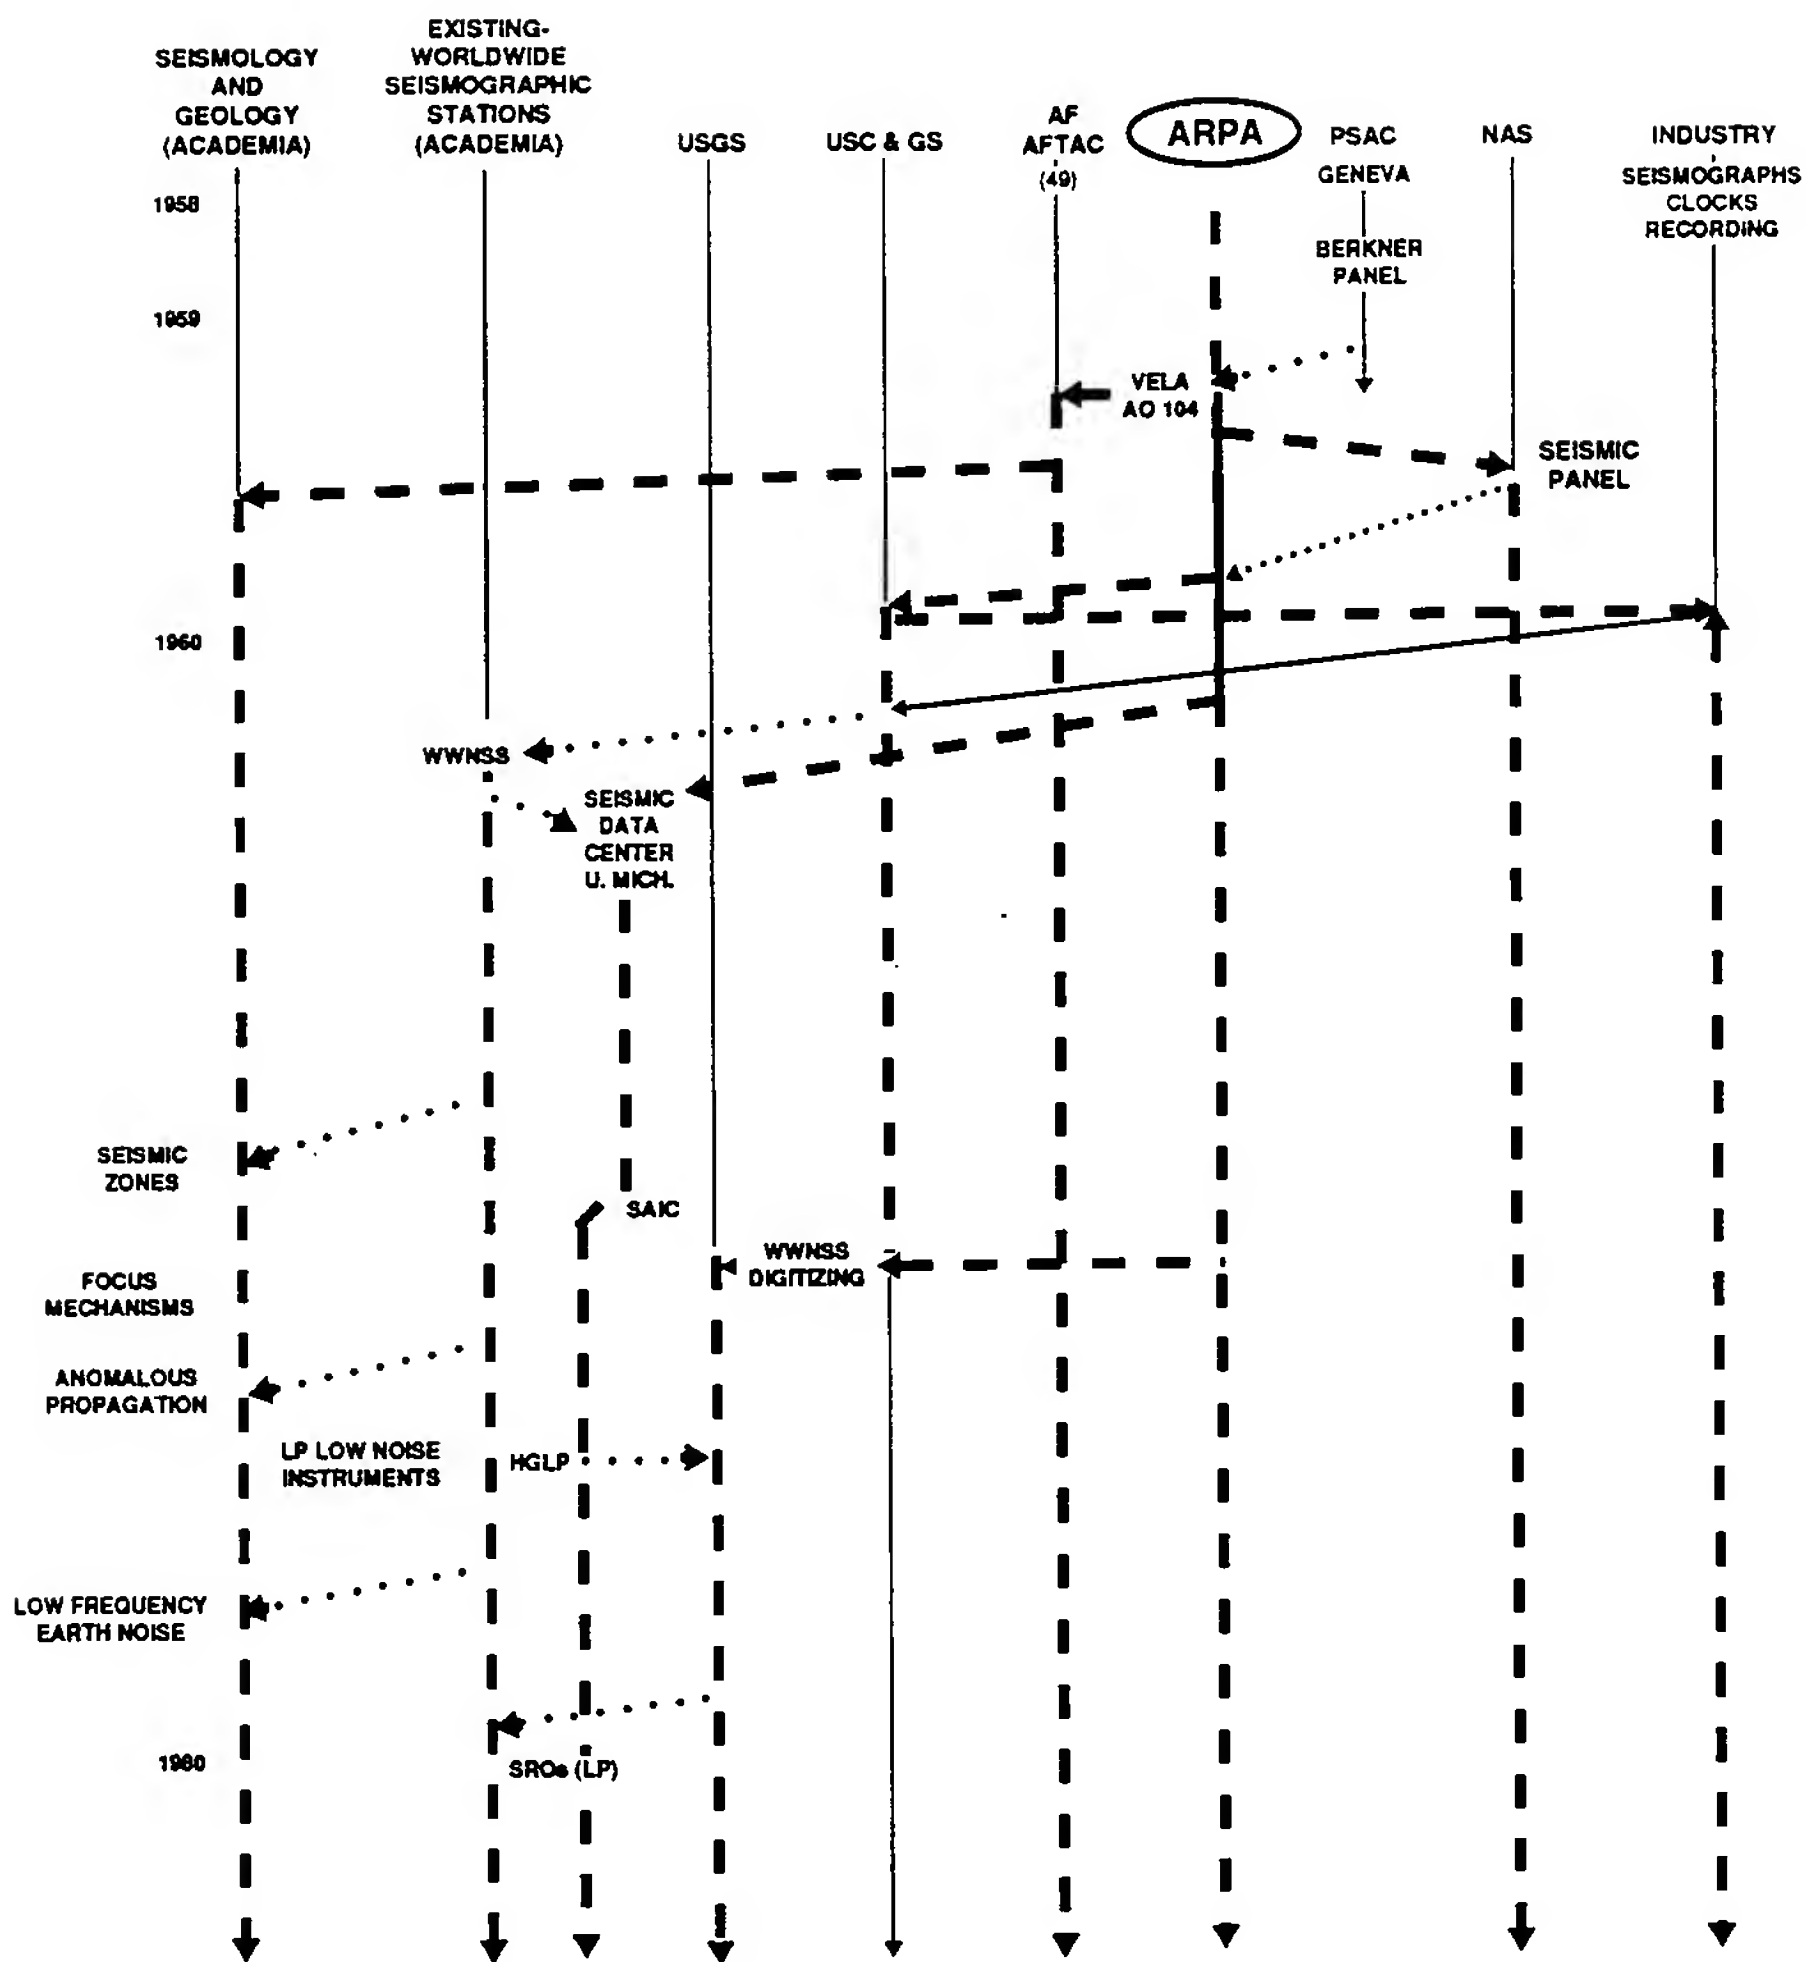 SEISMOLOGY
AND
GEOLOGY
(ACADEMIA)
EXISTING-
WORLDWIDE
SEISMOGRAPHIC
STATIONS
(ACADEMIA)
USGS
USC & GS
AF
AFTAC
(49)
ARPA
PSAC
GENEVA
NAS
INDUSTRY
SEISMOGRAPHS
CLOCKS
RECORDING
1958
BERKNER
PANEL
1959
VELA
AO 104
SEISMIC
PANEL
1960
WWNSS
SEISMIC
DATA
CENTER
U. MICH.
SEISMIC
ZONES
SAIC
WWNSS
DIGITIZING
FOCUS
MECHANISMS
ANOMALOUS
PROPAGATION
LP LOW NOISE
INSTRUMENTS
HGLP
LOW FREQUENCY
EARTH NOISE
1980
SROs (LP)